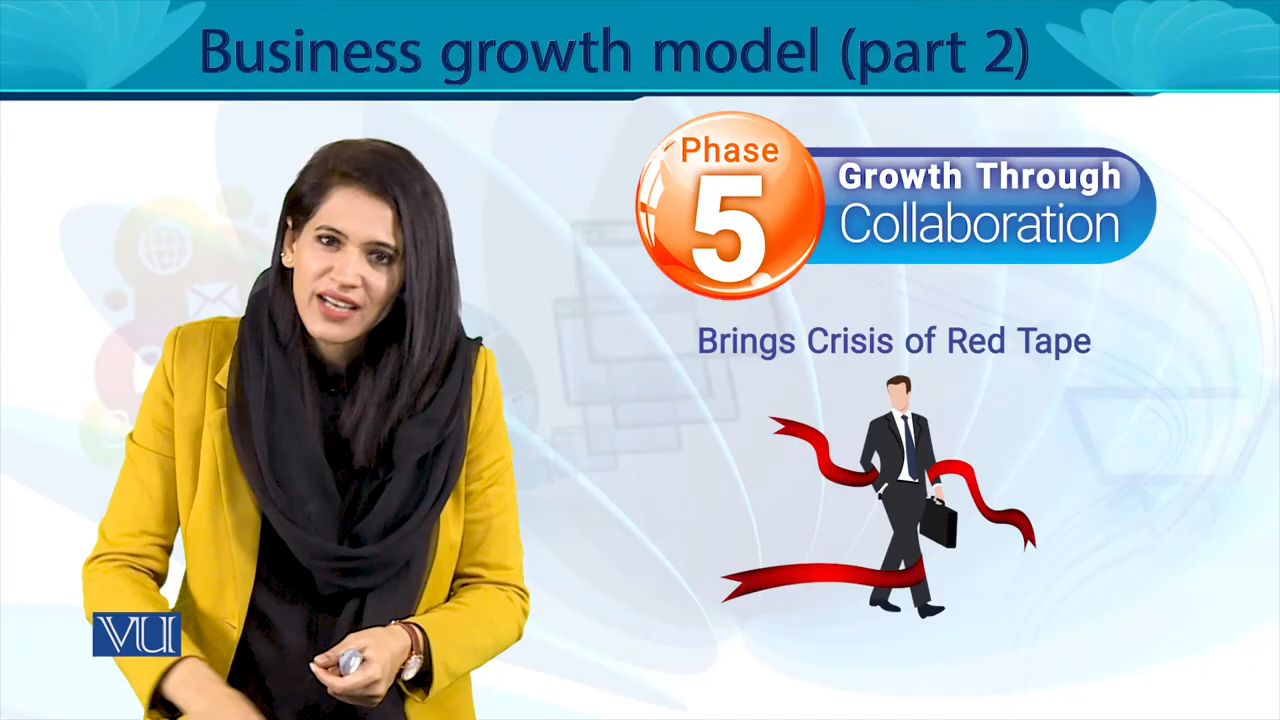 Business growth model (part 2)
Phase
5
Growth Through
Collaboration
Brings Crisis of Red Tape
VU